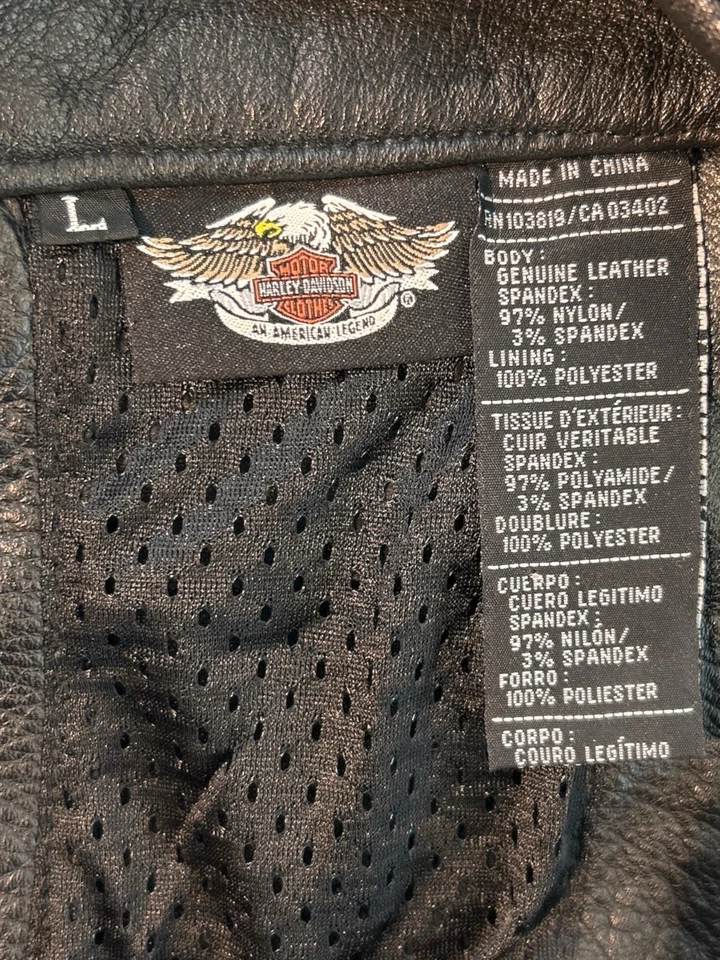 L
MOTOR
HARLEY-DAVIDSON
CLOTHES
AN AMERICAN LEGEND
®
MADE IN CHINA
RN103819/CA 03402
BODY:
GENUINE LEATHER
SPANDEX:
97% NYLON/
3% SPANDEX
LINING:
100% POLYESTER
TISSUE D'EXTÉRIEUR:
CUIR VERITABLE
SPANDEX:
97% POLYAMIDE/
3% SPANDEX
DOUBLURE:
100% POLYESTER
CUERPO:
CUERO LEGITIMO
SPANDEX:
97% NILÓN/
3% SPANDEX
FORRO:
100% POLIESTER
CORPO:
COURO LEGÍTIMO